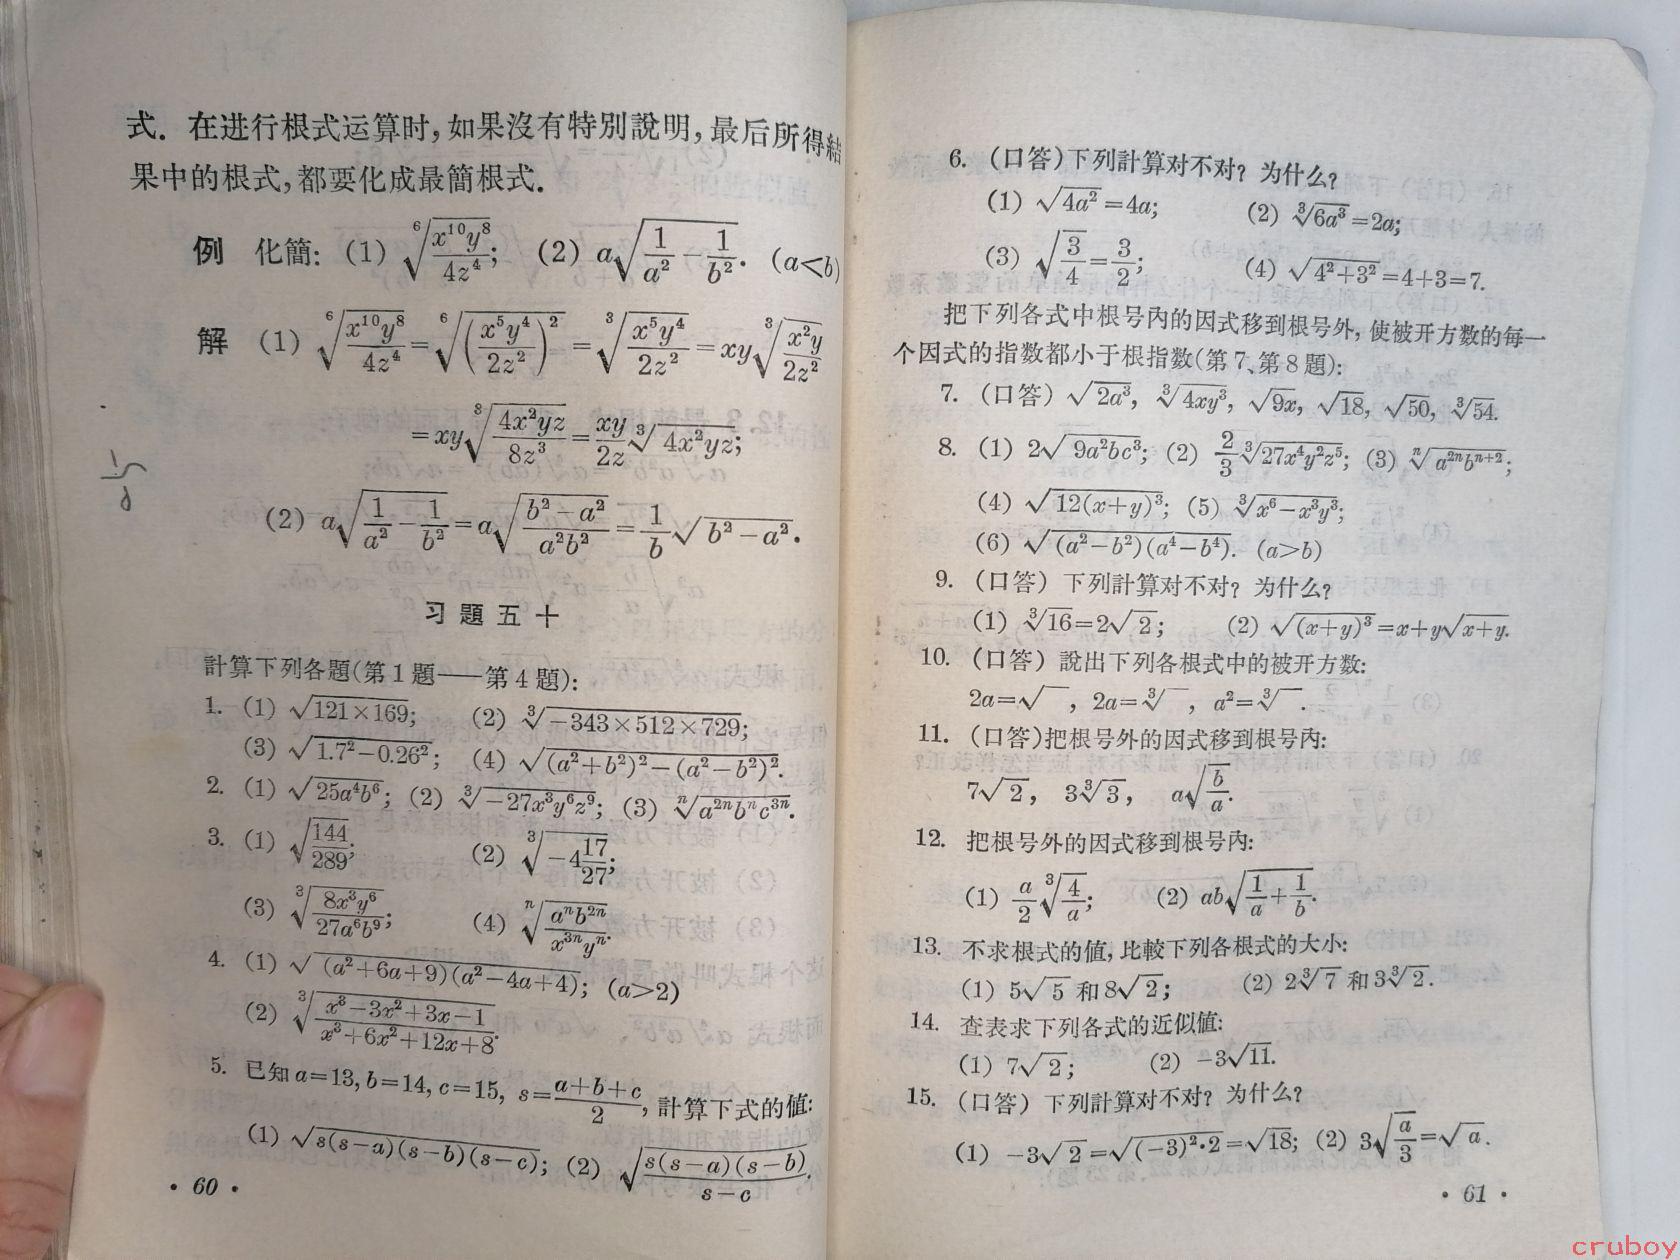 式. 在进行根式运算时, 如果沒有特別說明, 最后所得結
果中的根式, 都要化成最簡根式.
例 化簡: (1) ⁶√(x¹⁰y⁸/4z⁴); (2) a√(1/a² − 1/b²). (a<b)
解 (1) ⁶√(x¹⁰y⁸/4z⁴) = ⁶√((x⁵y⁴/2z²)²) = ³√(x⁵y⁴/2z²) = xy ³√(x²y/2z²)
= xy ³√(4x²yz/8z³) = xy/2z ³√(4x²yz);
(2) a√(1/a² − 1/b²) = a√((b²−a²)/a²b²) = 1/b √(b²−a²).
习題五十
計算下列各題(第1題——第4題):
1. (1) √(121×169); (2) ³√(−343×512×729);
(3) √(1.7²−0.26²); (4) √((a²+b²)²−(a²−b²)²).
2. (1) √(25a⁴b⁶); (2) ³√(−27x³y⁶z⁹); (3) ⁿ√(a²ⁿbⁿc³ⁿ).
3. (1) √(144/289); (2) ³√(−4 17/27);
(3) ³√(8x³y⁶/27a⁶b⁹); (4) ⁿ√(aⁿb²ⁿ/x³ⁿyⁿ).
4. (1) √((a²+6a+9)(a²−4a+4)); (a>2)
(2) ³√((x³−3x²+3x−1)/(x³+6x²+12x+8)).
5. 已知a=13, b=14, c=15, s=(a+b+c)/2, 計算下式的値:
(1) √(s(s−a)(s−b)(s−c)); (2) √(s(s−a)(s−b)/(s−c)).
· 60 ·
6. (口答)下列計算对不对? 为什么?
(1) √(4a²)=4a; (2) ³√(6a³)=2a;
(3) √(3/4)=3/2; (4) √(4²+3²)=4+3=7.
把下列各式中根号內的因式移到根号外, 使被开方数的每一
个因式的指数都小于根指数(第7、第8題):
7. (口答) √(2a³), ³√(4xy³), √(9x), √18, √50, ³√54.
8. (1) 2√(9a²bc³); (2) 2/3 ³√(27x⁴y²z⁵); (3) ⁿ√(a²ⁿbⁿ⁺²);
(4) √(12(x+y)³); (5) ³√(x⁶−x³y³);
(6) √((a²−b²)(a⁴−b⁴)). (a>b)
9. (口答) 下列計算对不对? 为什么?
(1) ³√16=2√2; (2) √((x+y)³)=x+y√(x+y).
10. (口答) 說出下列各根式中的被开方数:
2a=√ , 2a=³√ , a²=³√ .
11. (口答)把根号外的因式移到根号內:
7√2, 3³√3, a√(b/a).
12. 把根号外的因式移到根号內:
(1) a/2 ³√(4/a); (2) ab√(1/a + 1/b).
13. 不求根式的値, 比較下列各根式的大小:
(1) 5√5 和 8√2; (2) 2³√7 和 3³√2.
14. 查表求下列各式的近似値:
(1) 7√2; (2) −3√11.
15. (口答) 下列計算对不对? 为什么?
(1) −3√2=√((−3)²·2)=√18; (2) 3√(a/3)=√a.
· 61 ·
cruboy